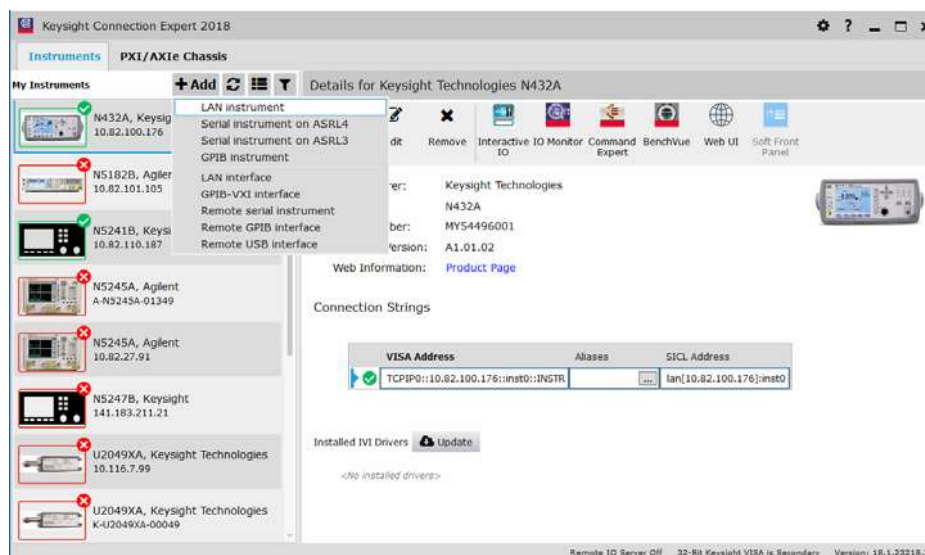 Keysight Connection Expert 2018
Instruments PXI/AXIe Chassis
My Instruments
+Add
Details for Keysight Technologies N432A
LAN instrument
Serial instrument on ASRL4
Serial instrument on ASRL3
GPIB instrument
LAN interface
GPIB-VXI interface
Remote serial instrument
Remote GPIB interface
Remote USB interface
N432A, Keysig
10.82.100.176
N5182B, Agiler
10.82.101.105
N5241B, Keysi
10.82.110.187
N5245A, Agilent
A-N5245A-01349
N5245A, Agilent
10.82.27.91
N5247B, Keysight
141.183.211.21
U2049XA, Keysight Technologies
10.116.7.99
U2049XA, Keysight Technologies
K-U2049XA-00049
dit
Remove
Interactive IO
IO Monitor
Command Expert
BenchVue
Web UI
Soft Front Panel
rer: Keysight Technologies
N432A
ber: MY54496001
ersion: A1.01.02
Web Information: Product Page
Connection Strings
VISA Address Aliases SICL Address
TCPIP0::10.82.100.176::inst0::INSTR ... lan[10.82.100.176]:inst0
Installed IVI Drivers Update
<No installed drivers>
Remote IO Server Off 32-Bit Keysight VISA is Secondary Version: 18.1.23218.